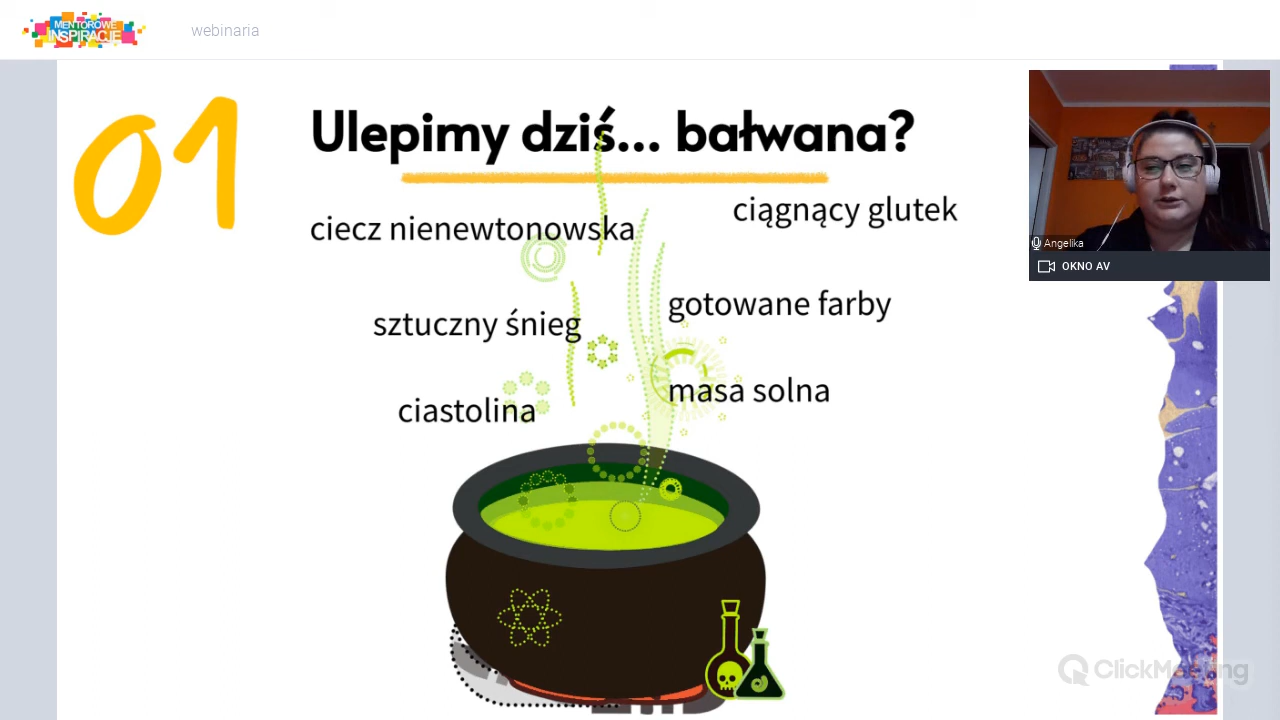 MENTOROWE
INSPIRACJE
webinaria
01
Ulepimy dziś... bałwana?
ciecz nienewtonowska
ciągnący glutek
sztuczny śnieg
gotowane farby
ciastolina
masa solna
Angelika
OKNO AV
ClickMeeting